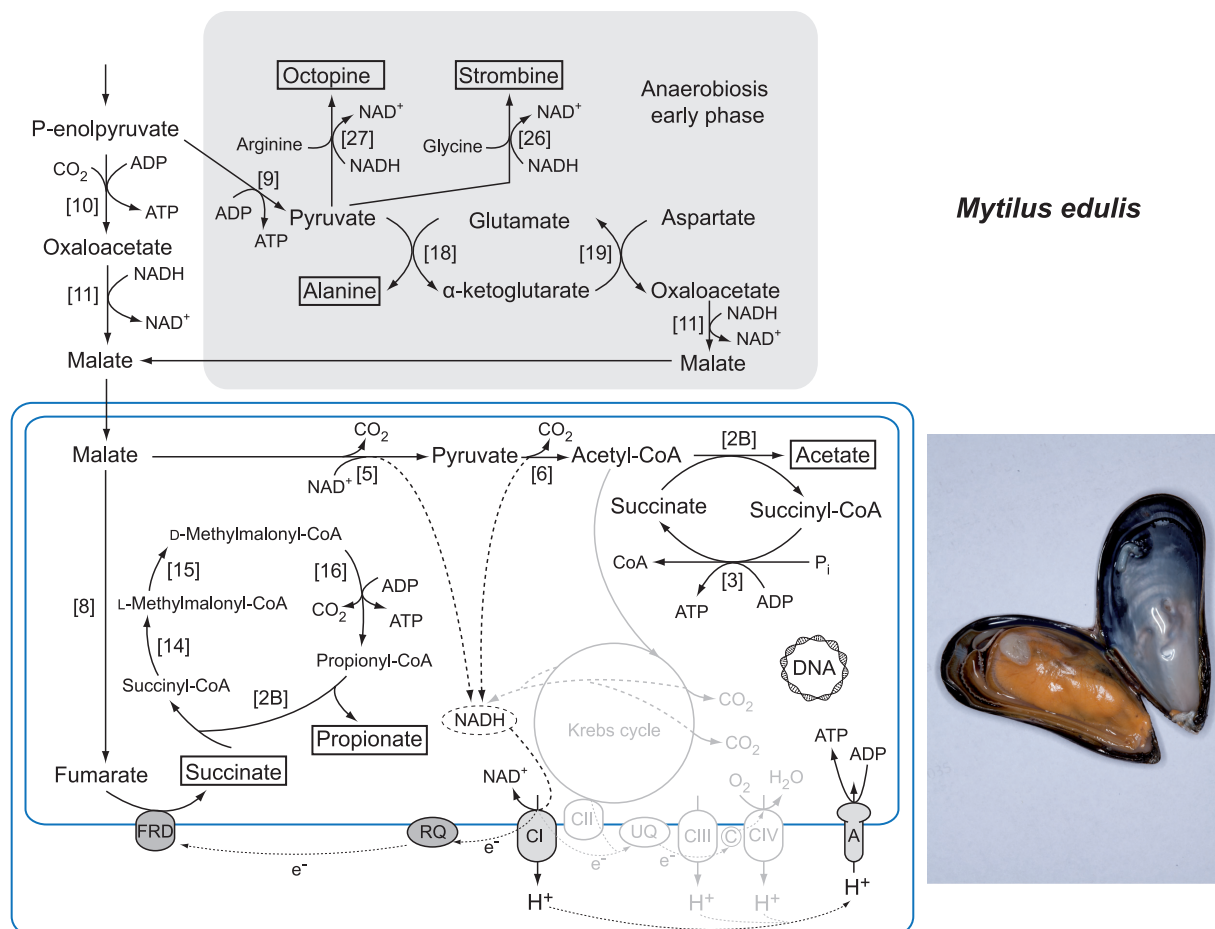 Octopine
Strombine
Anaerobiosis
early phase
NAD+
NAD+
P-enolpyruvate
Arginine
[27]
Glycine
[26]
NADH
NADH
CO2
ADP
[9]
[10]
ATP
ADP
ATP
Pyruvate
Glutamate
Aspartate
Mytilus edulis
Oxaloacetate
[18]
[19]
NADH
[11]
NAD+
Alanine
α-ketoglutarate
Oxaloacetate
[11]
NADH
NAD+
Malate
Malate
CO2
CO2
[2B]
Malate
Pyruvate
Acetyl-CoA
Acetate
NAD+
[5]
[6]
Succinate
Succinyl-CoA
D-Methylmalonyl-CoA
CoA
Pi
[15]
[16]
ADP
[3]
[8]
L-Methylmalonyl-CoA
CO2
ATP
ATP
ADP
[14]
Propionyl-CoA
DNA
Succinyl-CoA
[2B]
CO2
NADH
Krebs cycle
Propionate
CO2
ATP
ADP
Fumarate
Succinate
NAD+
O2
H2O
CII
FRD
RQ
CI
UQ
CIII
C
CIV
A
e-
e-
e-
e-
H+
H+
H+
H+